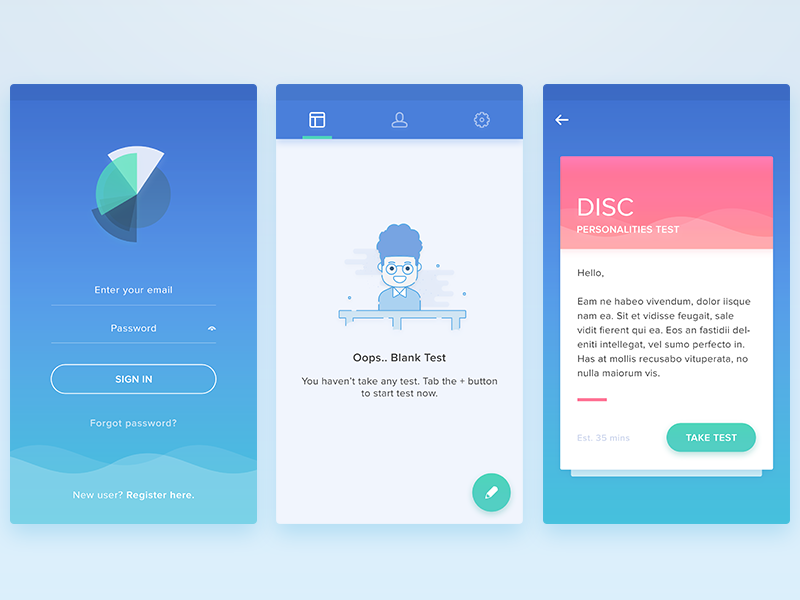 Enter your email
Password
SIGN IN
Forgot password?
New user? Register here.
Oops.. Blank Test
You haven't take any test. Tab the + button
to start test now.
DISC
PERSONALITIES TEST
Hello,
Eam ne habeo vivendum, dolor iisque
nam ea. Sit et vidisse feugait, sale
vidit fierent qui ea. Eos an fastidii del-
eniti intellegat, vel sumo perfecto in.
Has at mollis recusabo vituperata, no
nulla maiorum vis.
Est. 35 mins
TAKE TEST